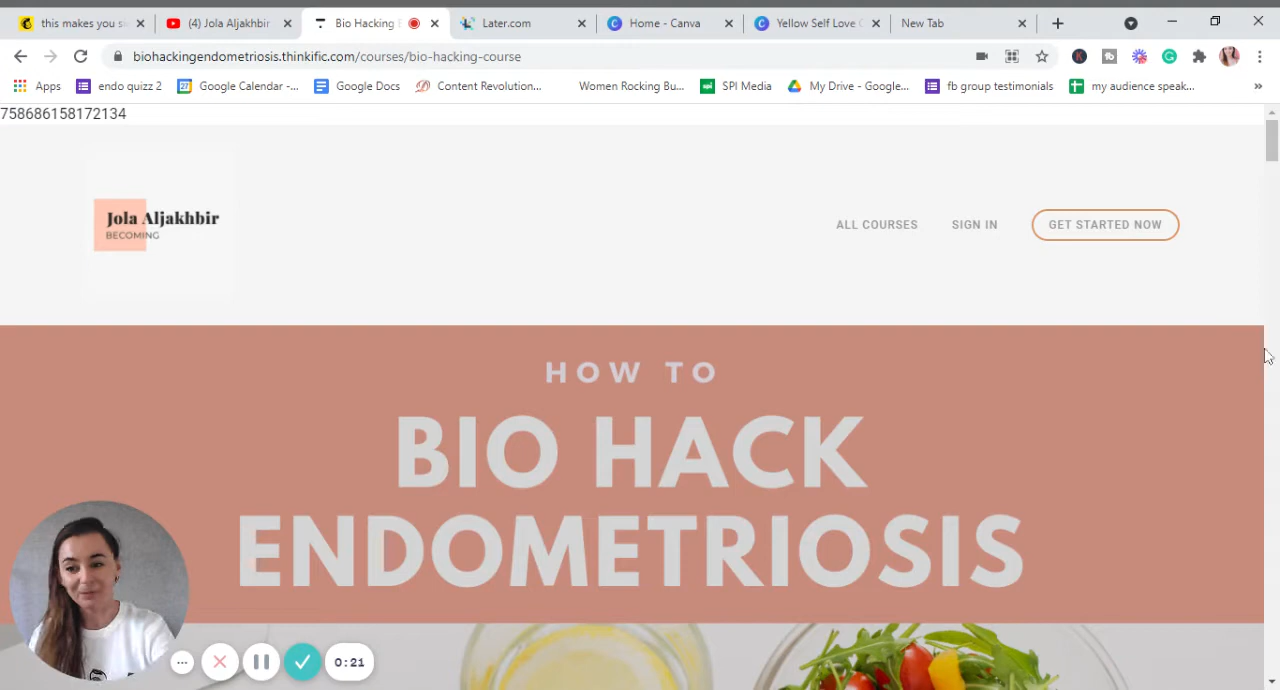 this makes you si
(4) Jola Aljakhbir
Bio Hacking E
Later.com
Home - Canva
Yellow Self Love C
New Tab
biohackingendometriosis.thinkific.com/courses/bio-hacking-course
Apps
endo quizz 2
Google Calendar -...
Google Docs
Content Revolution...
Women Rocking Bu...
spi
SPI Media
My Drive - Google...
fb group testimonials
my audience speak...
758686158172134
Jola Aljakhbir
BECOMING
ALL COURSES
SIGN IN
GET STARTED NOW
HOW TO
BIO HACK
ENDOMETRIOSIS
0:21